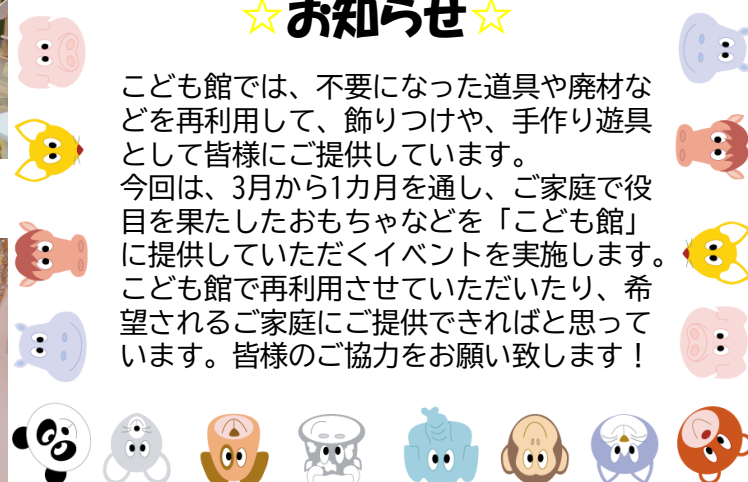 ☆お知らせ☆
こども館では、不要になった道具や廃材な
どを再利用して、飾りつけや、手作り遊具
として皆様にご提供しています。
今回は、3月から1カ月を通し、ご家庭で役
目を果たしたおもちゃなどを「こども館」
に提供していただくイベントを実施します。
こども館で再利用させていただいたり、希
望されるご家庭にご提供できればと思って
います。皆様のご協力をお願い致します！